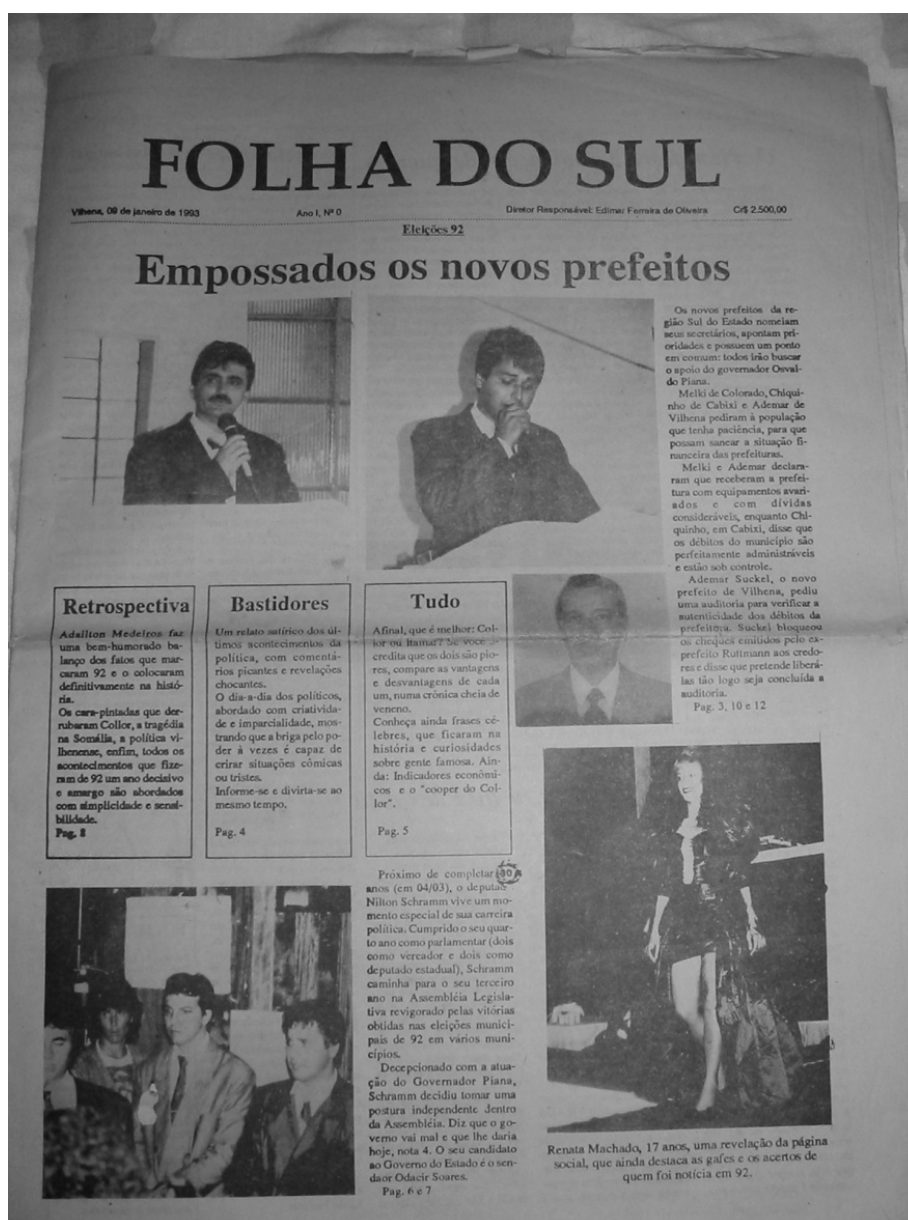 FOLHA DO SUL
Vilhena, 09 de janeiro de 1993 Ano I, Nº 0 Diretor Responsável: Edimar Ferreira de Oliveira Cr$ 2.500,00
Eleições 92
Empossados os novos prefeitos
Os novos prefeitos da re-
gião Sul do Estado nomeiam
seus secretários, apontam pri-
oridades e possuem um ponto
em comum: todos irão buscar
o apoio do governador Osval-
do Piana.
Melki de Colorado, Chiqui-
nho de Cabixi e Ademar de
Vilhena pediram à população
que tenha paciência, para que
possam sanear a situação fi-
nanceira das prefeituras.
Melki e Ademar declara-
ram que receberam a prefei-
tura com equipamentos avari-
ados e com dívidas
consideráveis, enquanto Chi-
quinho, em Cabixi, disse que
os débitos do município são
perfeitamente administráveis
e estão sob controle.
Ademar Suckel, o novo
prefeito de Vilhena, pediu
uma auditoria para verificar a
autenticidade dos débitos da
prefeitura. Suckel bloqueou
os cheques emitidos pelo ex-
prefeito Ruttmann aos credo-
res e disse que pretende liberá-
las tão logo seja concluída a
auditoria.
Pag. 3, 10 e 12
Retrospectiva
Adailton Medeiros faz
uma bem-humorado ba-
lanço dos fatos que mar-
caram 92 e o colocaram
definitivamente na histó-
ria.
Os cara-pintadas que der-
rubaram Collor, a tragédia
na Somália, a política vi-
lhenense, enfim, todos os
acontecimentos que fize-
ram de 92 um ano decisivo
e amargo são abordados
com simplicidade e sensi-
bilidade.
Pag. 8
Bastidores
Um relato satírico dos úl-
timos acontecimentos da
política, com comentá-
rios picantes e revelações
chocantes.
O dia-a-dia dos políticos,
abordado com criativida-
de e imparcialidade, mos-
trando que a briga pelo po-
der à vezes é capaz de
criar situações cômicas
ou tristes.
Informe-se e divirta-se ao
mesmo tempo.
Pag. 4
Tudo
Afinal, que é melhor: Col-
lor ou Itamar? Se você a-
credita que os dois são pio-
res, compare as vantagens
e desvantagens de cada
um, numa crônica cheia de
veneno.
Conheça ainda frases cé-
lebres, que ficaram na
história e curiosidades
sobre gente famosa. Ain-
da: Indicadores econômi-
cos e o "cooper do Col-
lor".
Pag. 5
Próximo de completar 30
anos (em 04/03), o deputado
Nilton Schramm vive um mo-
mento especial de sua carreira
política. Cumprido o seu quar-
to ano como parlamentar (dois
como vereador e dois como
deputado estadual), Schramm
caminha para o seu terceiro
ano na Assembléia Legisla-
tiva revigorado pelas vitórias
obtidas nas eleições munici-
pais de 92 em vários muni-
cípios.
Decepcionado com a atua-
ção do Governador Piana,
Schramm decidiu tomar uma
postura independente dentro
da Assembléia. Diz que o go-
verno vai mal e que lhe daria
hoje, nota 4. O seu candidato
ao Governo do Estado é o sen-
daor Odacir Soares.
Pag. 6 e 7
Renata Machado, 17 anos, uma revelação da página
social, que ainda destaca as gafes e os acertos de
quem foi notícia em 92.